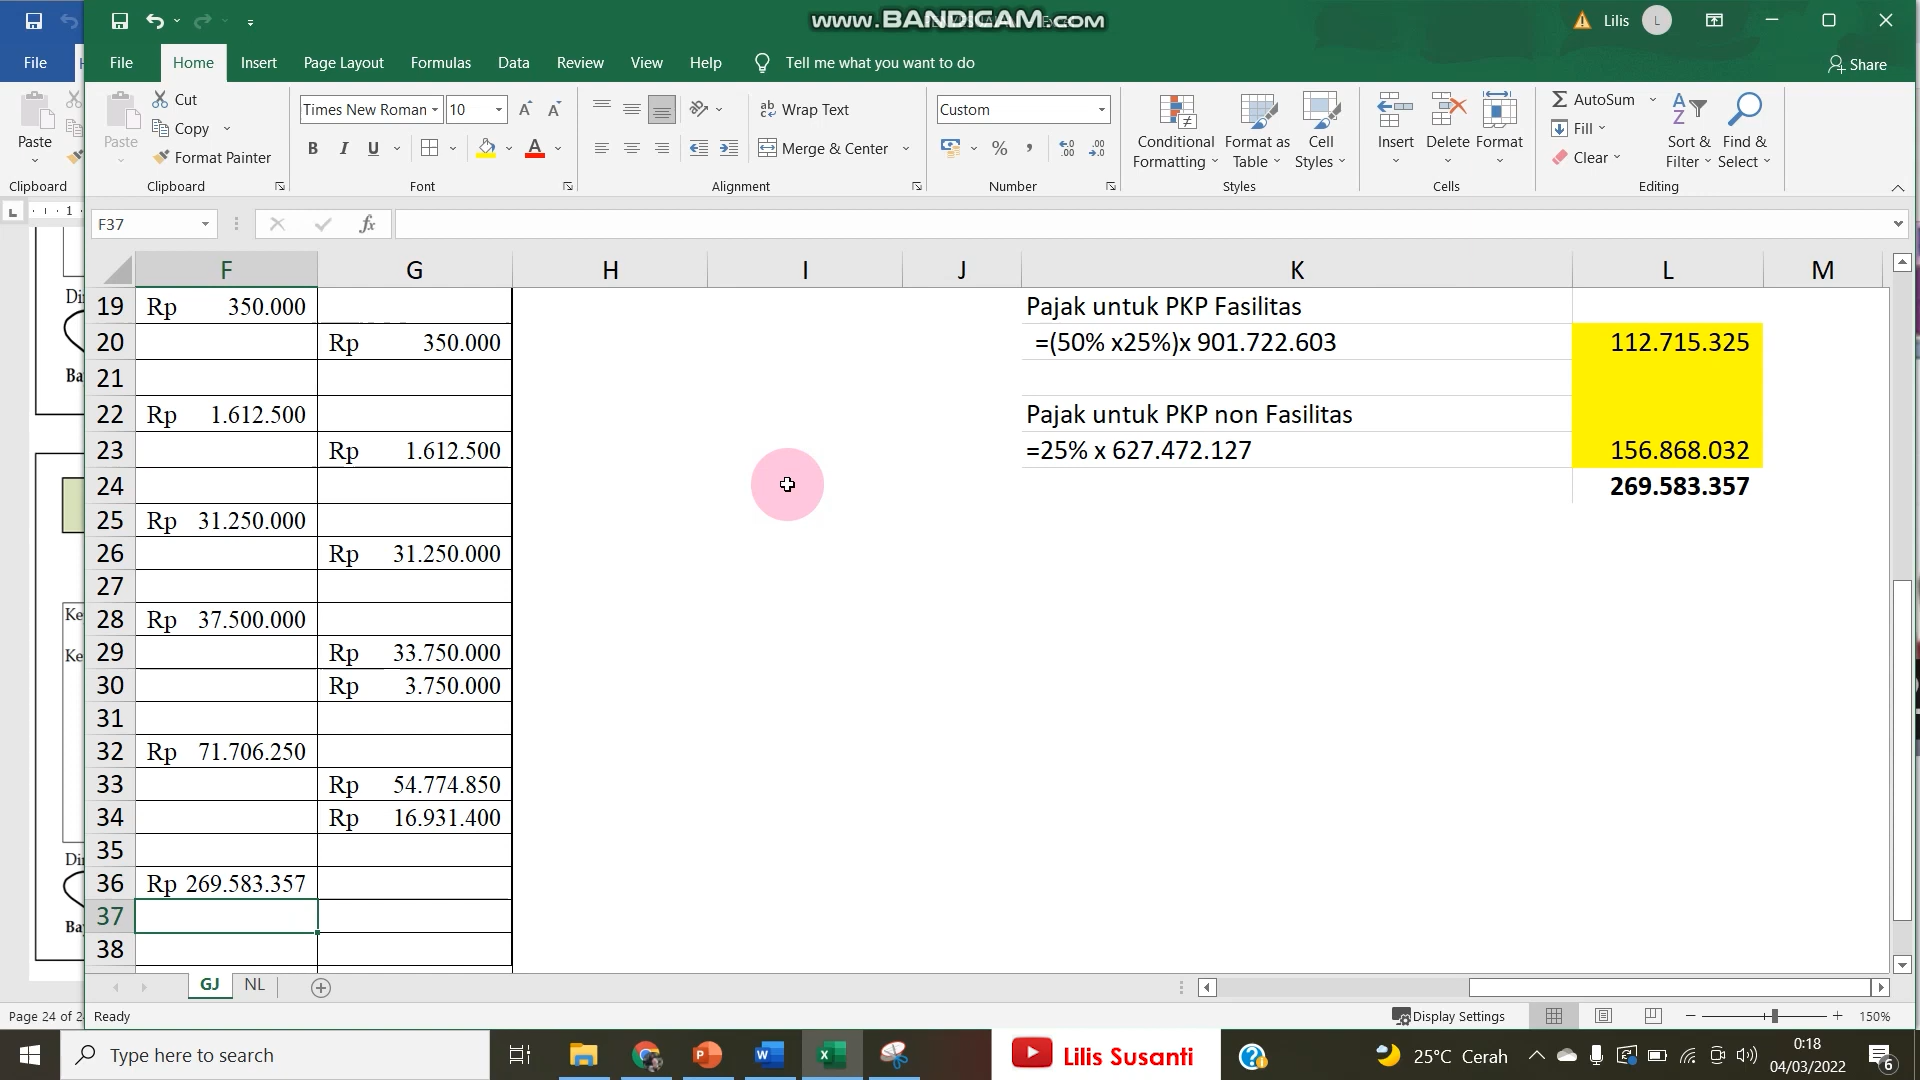 www.BANDICAM.com
Lilis
L
File
File
Home
Insert
Page Layout
Formulas
Data
Review
View
Help
Tell me what you want to do
Share
Paste
Paste
Cut
Copy
Format Painter
Times New Roman
10
Wrap Text
Merge & Center
Custom
Conditional Formatting
Format as Table
Cell Styles
Insert
Delete
Format
AutoSum
Fill
Clear
Sort & Filter
Find & Select
Clipboard
Clipboard
Font
Alignment
Number
Styles
Cells
Editing
F37
fx
F G H I J K L M
19 Rp 350.000 Pajak untuk PKP Fasilitas
20 Rp 350.000 =(50% x25%)x 901.722.603 112.715.325
21
22 Rp 1.612.500 Pajak untuk PKP non Fasilitas
23 Rp 1.612.500 =25% x 627.472.127 156.868.032
24 269.583.357
25 Rp 31.250.000
26 Rp 31.250.000
27
28 Rp 37.500.000
29 Rp 33.750.000
30 Rp 3.750.000
31
32 Rp 71.706.250
33 Rp 54.774.850
34 Rp 16.931.400
35
36 Rp 269.583.357
37
38
GJ
NL
Page 24 of 2
Ready
Display Settings
150%
Type here to search
Lilis Susanti
25°C Cerah
0:18
04/03/2022
6